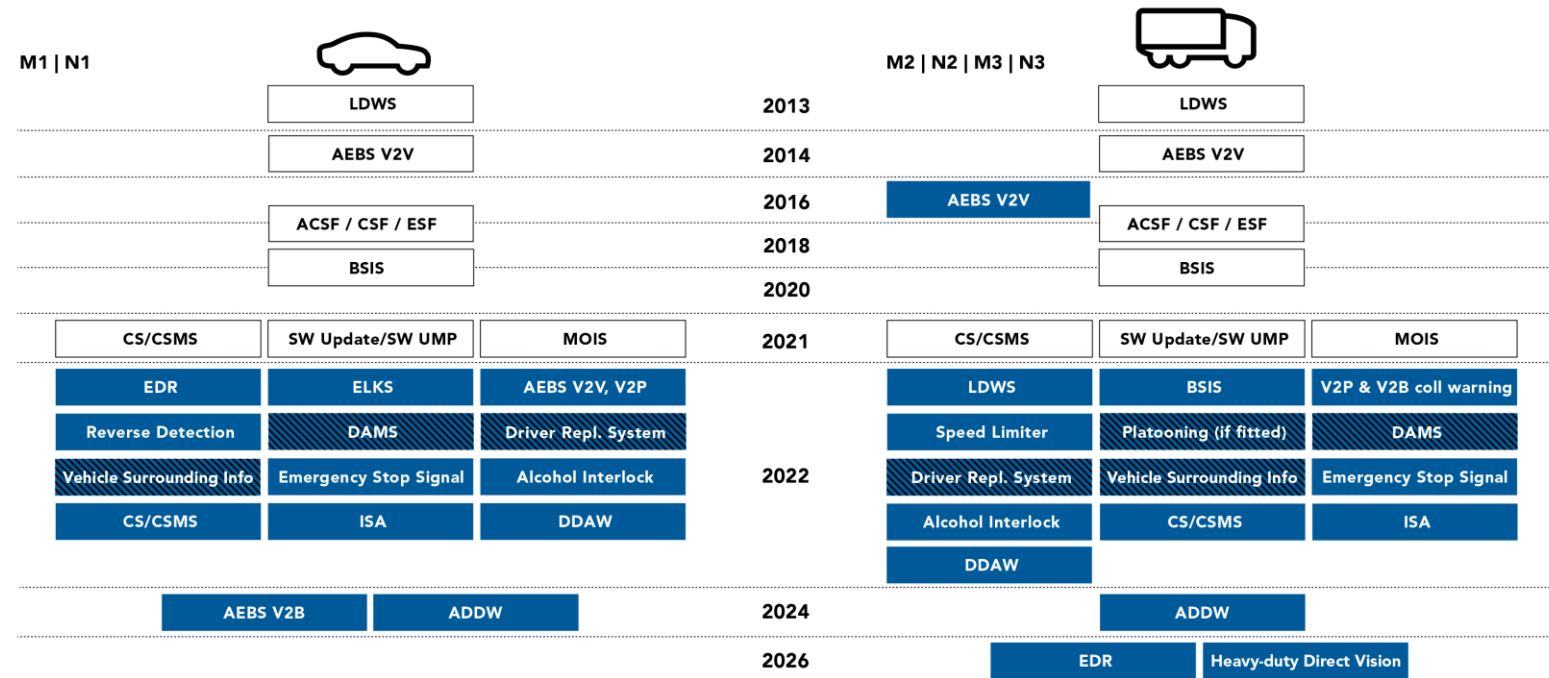 M1 | N1
M2 | N2 | M3 | N3
LDWS
2013
LDWS
AEBS V2V
2014
AEBS V2V
2016
AEBS V2V
ACSF / CSF / ESF
ACSF / CSF / ESF
2018
BSIS
BSIS
2020
CS/CSMS
SW Update/SW UMP
MOIS
2021
CS/CSMS
SW Update/SW UMP
MOIS
EDR
ELKS
AEBS V2V, V2P
LDWS
BSIS
V2P & V2B coll warning
Reverse Detection
DAMS
Driver Repl. System
Speed Limiter
Platooning (if fitted)
DAMS
Vehicle Surrounding Info
Emergency Stop Signal
Alcohol Interlock
2022
Driver Repl. System
Vehicle Surrounding Info
Emergency Stop Signal
CS/CSMS
ISA
DDAW
Alcohol Interlock
CS/CSMS
ISA
DDAW
AEBS V2B
ADDW
2024
ADDW
2026
EDR
Heavy-duty Direct Vision